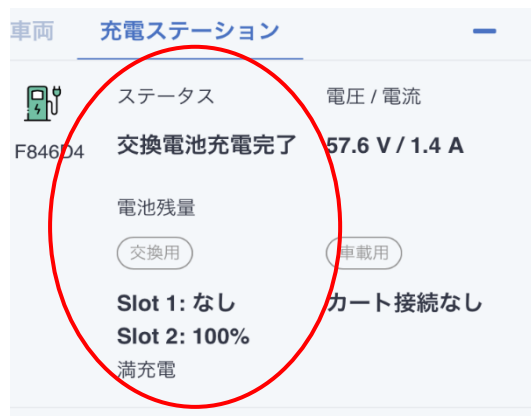 車両 充電ステーション
ステータス 電圧 / 電流
F846D4 交換電池充電完了 57.6 V / 1.4 A
電池残量
交換用 車載用
Slot 1: なし カート接続なし
Slot 2: 100%
満充電